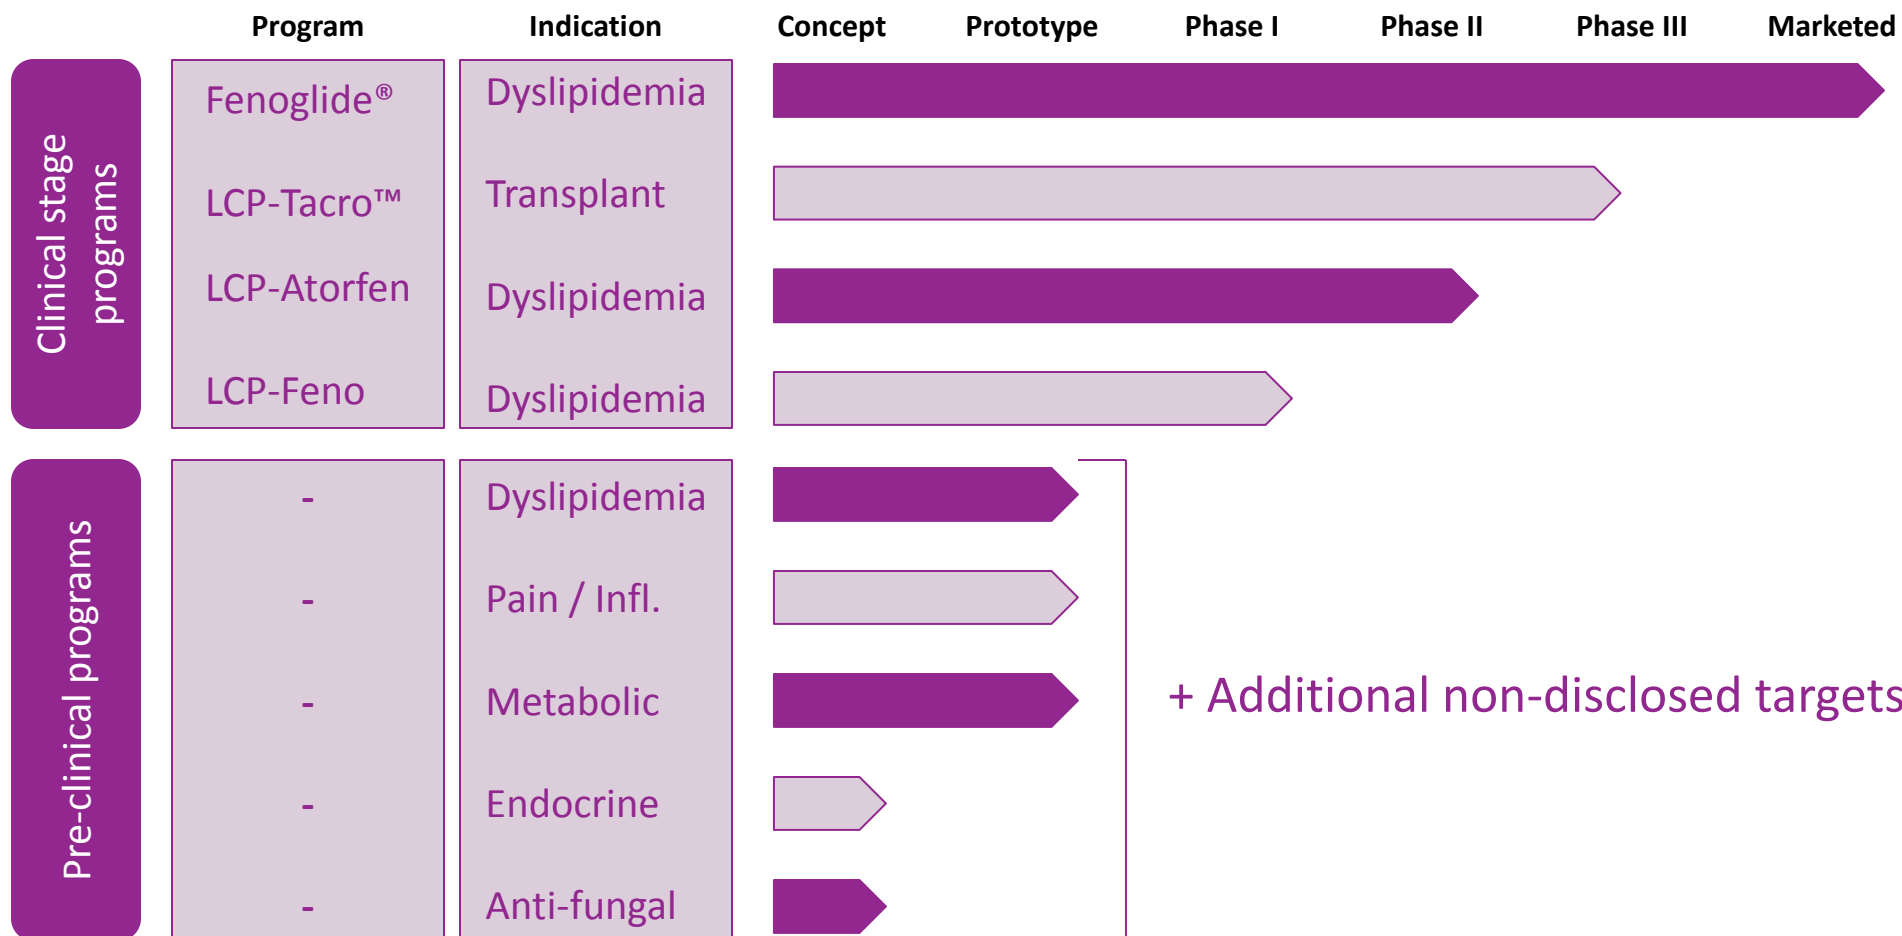 Program Indication Concept Prototype Phase I Phase II Phase III Marketed
Clinical stage
programs
Fenoglide® Dyslipidemia
LCP-Tacro™ Transplant
LCP-Atorfen Dyslipidemia
LCP-Feno Dyslipidemia
Pre-clinical programs
- Dyslipidemia
- Pain / Infl.
- Metabolic
+ Additional non-disclosed targets
- Endocrine
- Anti-fungal